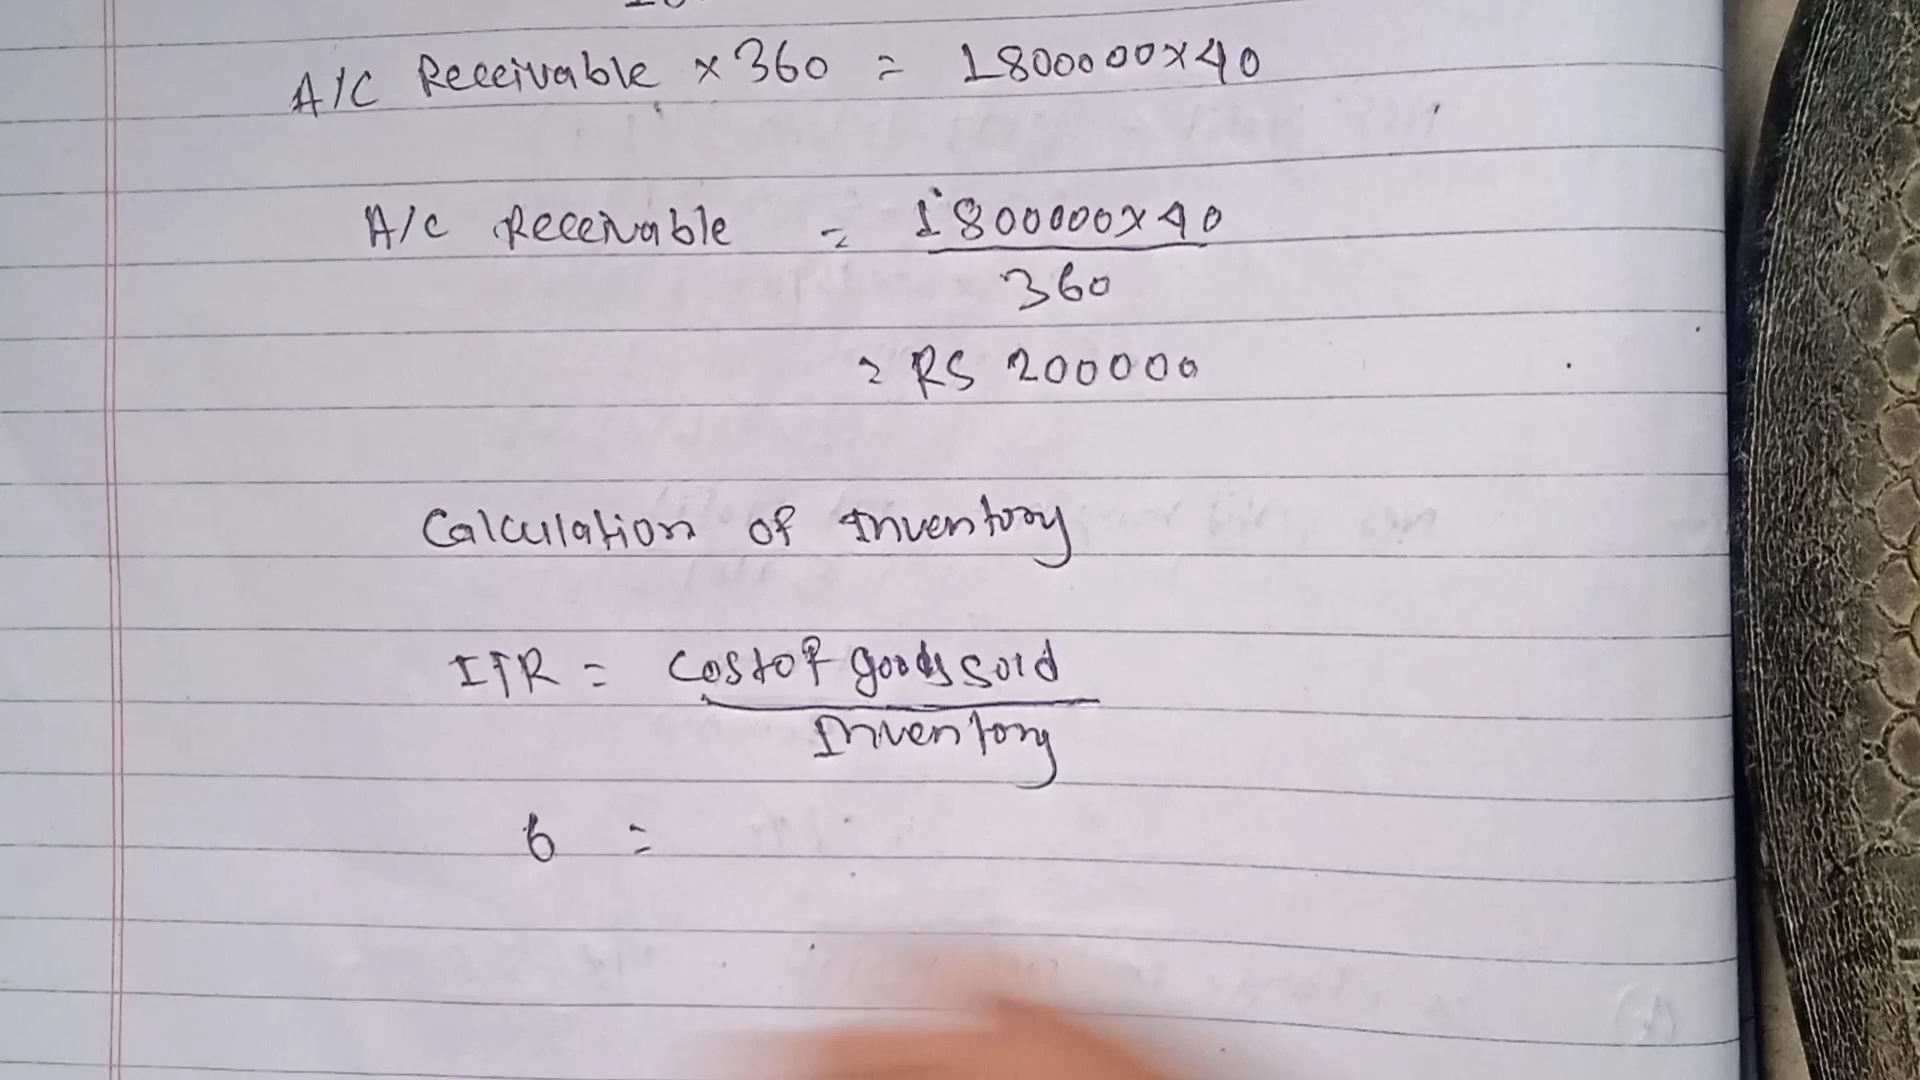 A/C Receivable × 360 = 1800000×40
A/C Receivable = 1800000×40
360
= RS 200000
Calculation of Inventory
ITR = Cost of goods sold
Inventory
6 =